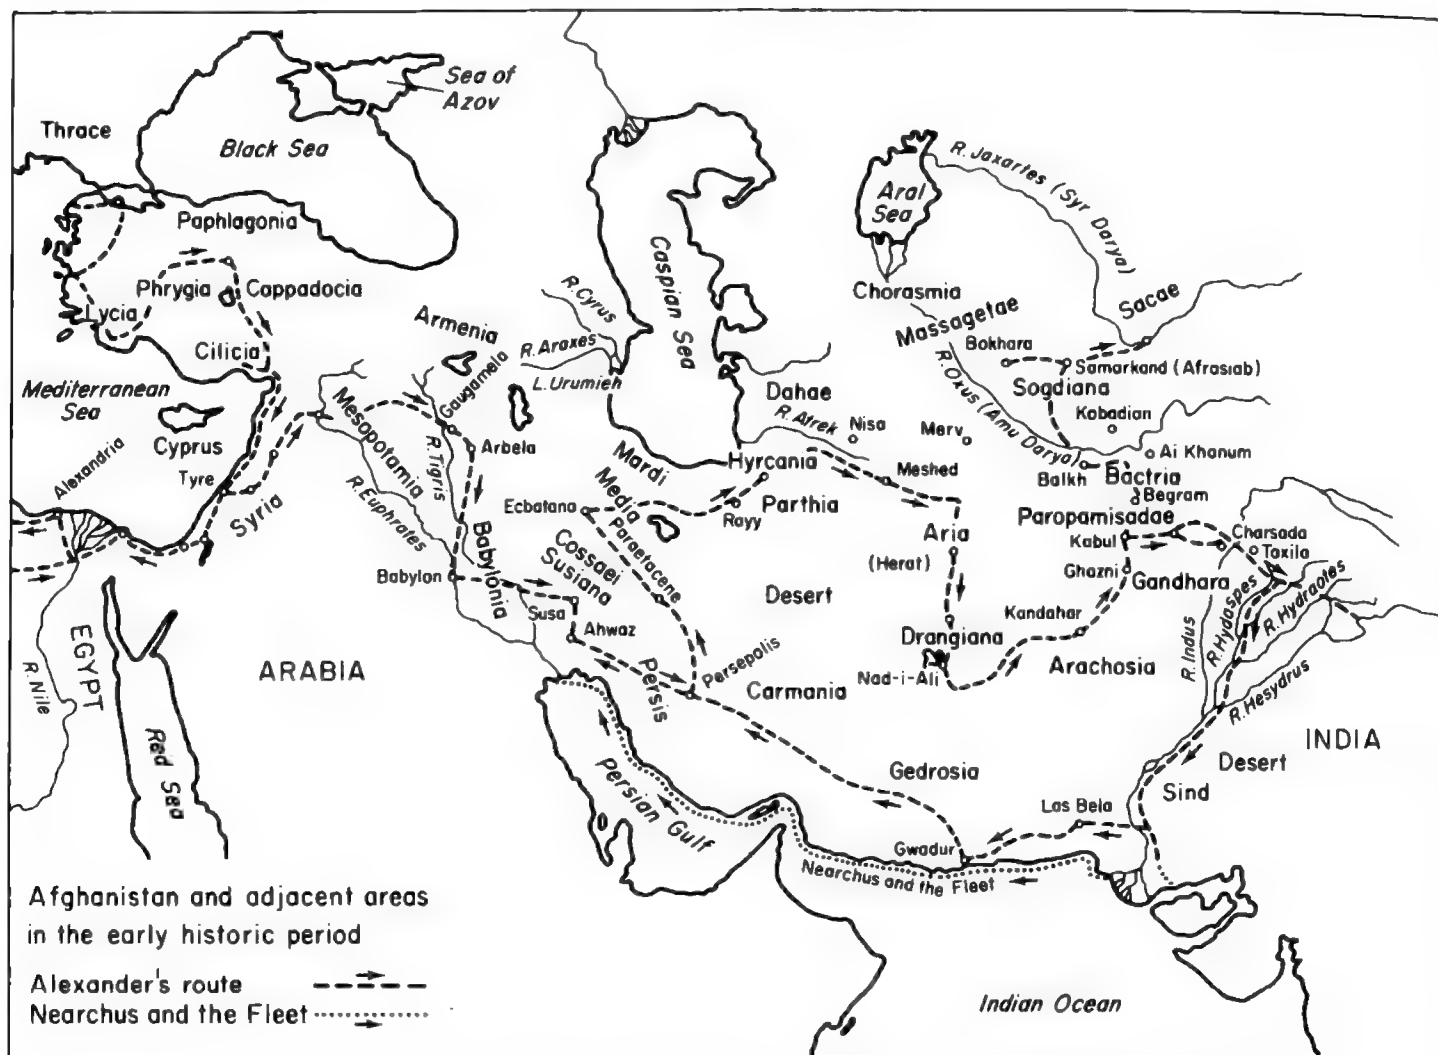 Sea of
Azov
Thrace
Black Sea
R. Jaxartes (Syr Darya)
Aral
Sea
Paphlagonia
Caspian Sea
Phrygia
Cappadocia
R. Cyrus
Chorasmia
Sacae
Lycia
Armenia
Massagetae
Bokhara
Cilicia
R. Araxes
Samarkand (Afrasiab)
L. Urumieh
Dahae
Sogdiana
Mediterranean
Sea
Gaugamela
R. Oxus (Amu Darya)
Kobadian
Mesopotamia
R. Atrek
Nisa
Merv
Cyprus
Arbela
Ai Khanum
Alexandria
Tyre
R. Tigris
Mardi
Hyrcania
Meshed
Balkh
Bactria
Begram
Syria
R. Euphrates
Ecbatana
Media
Rayy
Parthia
Paropamisadae
Aria
(Herat)
Kabul
Charsada
Taxila
Babylonia
Cossaei
Paraetacene
Susiana
Babylon
Ghazni
Gandhara
Desert
Susa
Ahwaz
Kandahar
R. Indus
R. Hydaspes
R. Hydraotes
EGYPT
R. Nile
ARABIA
Persis
Persepolis
Drangiana
Nad-i-Ali
Carmania
Arachosia
R. Hesydrus
Red Sea
INDIA
Persian Gulf
Gedrosia
Desert
Sind
Las Bela
Gwadur
Nearchus and the Fleet
Afghanistan and adjacent areas
in the early historic period
Alexander's route
Nearchus and the Fleet
Indian Ocean